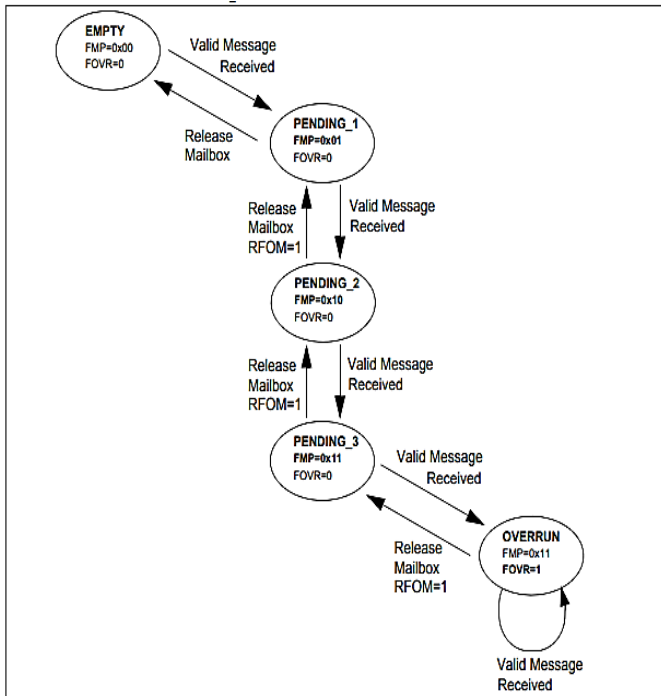 EMPTY
FMP=0x00
FOVR=0
Valid Message
Received
Release
Mailbox
PENDING_1
FMP=0x01
FOVR=0
Release
Mailbox
RFOM=1
Valid Message
Received
PENDING_2
FMP=0x10
FOVR=0
Release
Mailbox
RFOM=1
Valid Message
Received
PENDING_3
FMP=0x11
FOVR=0
Valid Message
Received
Release
Mailbox
RFOM=1
OVERRUN
FMP=0x11
FOVR=1
Valid Message
Received